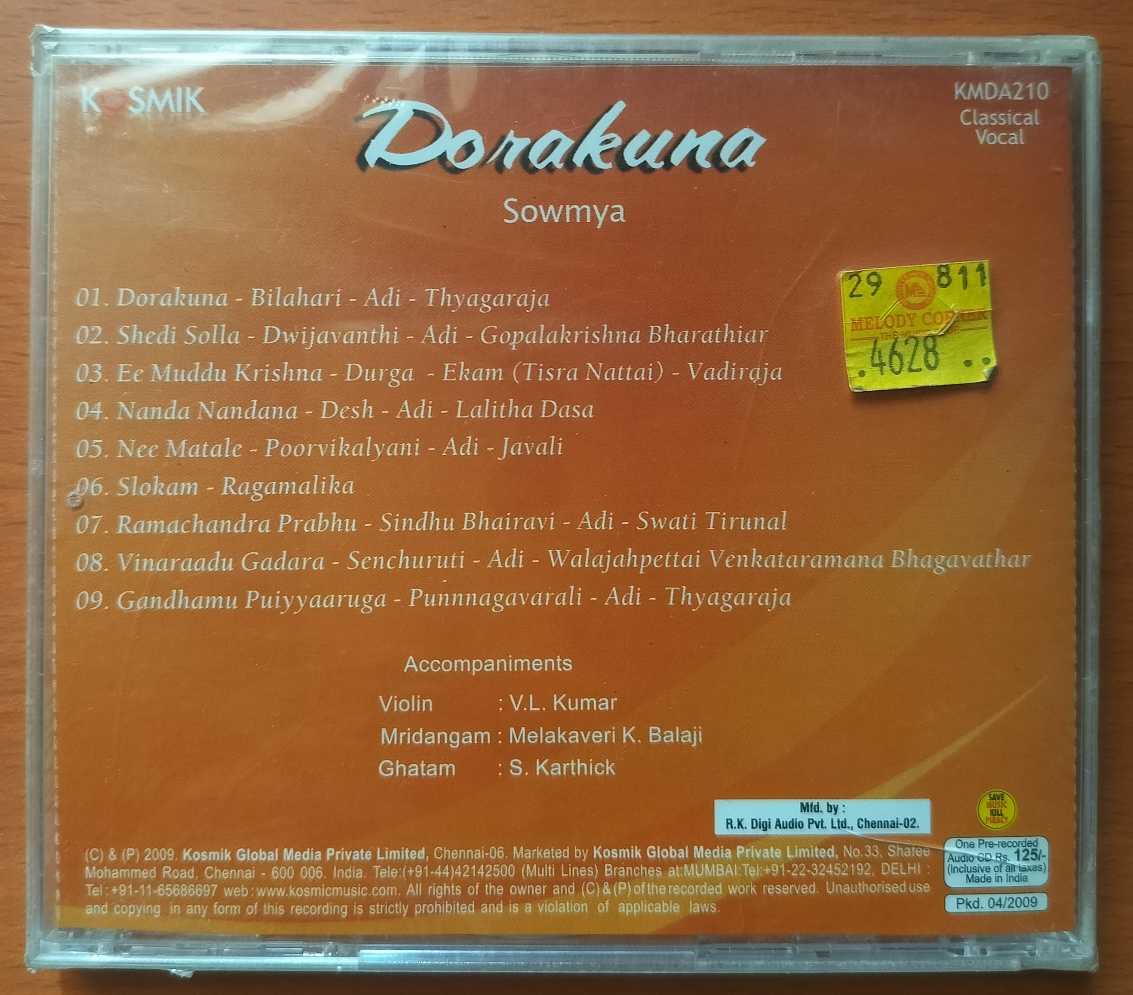 KOSMIK
Dorakuna
KMDA210
Classical
Vocal
Sowmya
29 811
MELODY
.4628 ..
01. Dorakuna - Bilahari - Adi - Thyagaraja
02. Shedi Solla - Dwijavanthi - Adi - Gopalakrishna Bharathiar
03. Ee Muddu Krishna - Durga - Ekam (Tisra Nattai) - Vadiraja
04. Nanda Nandana - Desh - Adi - Lalitha Dasa
05. Nee Matale - Poorvikalyani - Adi - Javali
06. Slokam - Ragamalika
07. Ramachandra Prabhu - Sindhu Bhairavi - Adi - Swati Tirunal
08. Vinaraadu Gadara - Senchuruti - Adi - Walajahpettai Venkataramana Bhagavathar
09. Gandhamu Puiyyaaruga - Punnnagavarali - Adi - Thyagaraja
Accompaniments
Violin : V.L. Kumar
Mridangam : Melakaveri K. Balaji
Ghatam : S. Karthick
Mfd. by :
R.K. Digi Audio Pvt. Ltd., Chennai-02.
SAVE
MUSIC
KILL
PIRACY
(C) & (P) 2009. Kosmik Global Media Private Limited, Chennai-06. Marketed by Kosmik Global Media Private Limited, No.33, Shafee
Mohammed Road, Chennai - 600 006. India. Tele:(+91-44)42142500 (Multi Lines) Branches at:MUMBAI:Tel:+91-22-32452192, DELHI :
Tel:+91-11-65686697 web:www.kosmicmusic.com. All rights of the owner and (C)&(P) of the recorded work reserved. Unauthorised use
and copying in any form of this recording is strictly prohibited and is a violation of applicable laws.
One Pre-recorded
Audio CD Rs. 125/-
(Inclusive of all taxes)
Made in India
Pkd. 04/2009